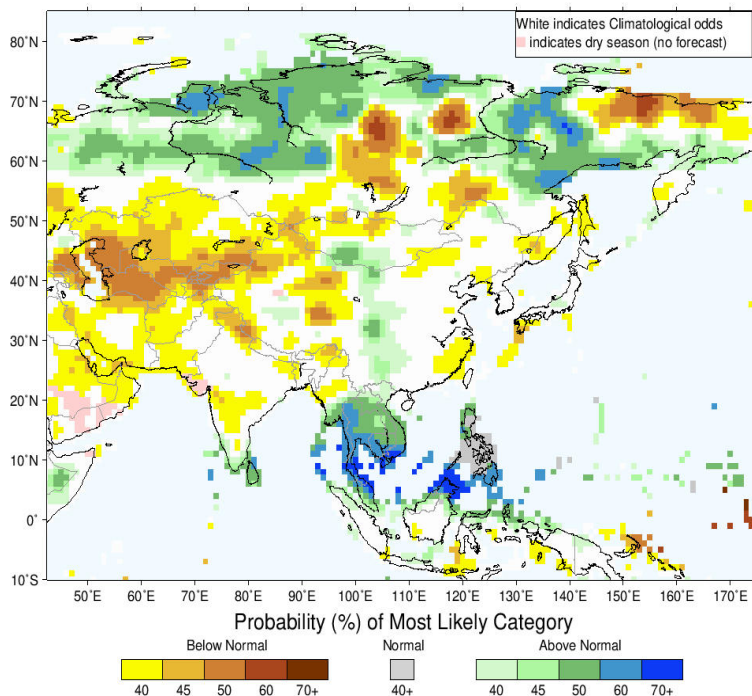 White indicates Climatological odds
indicates dry season (no forecast)
80˚N
70˚N
60˚N
50˚N
40˚N
30˚N
20˚N
10˚N
0˚
10˚S
50˚E 60˚E 70˚E 80˚E 90˚E 100˚E 110˚E 120˚E 130˚E 140˚E 150˚E 160˚E 170˚E
Probability (%) of Most Likely Category
Below Normal Normal Above Normal
40 45 50 60 70+ 40+ 40 45 50 60 70+